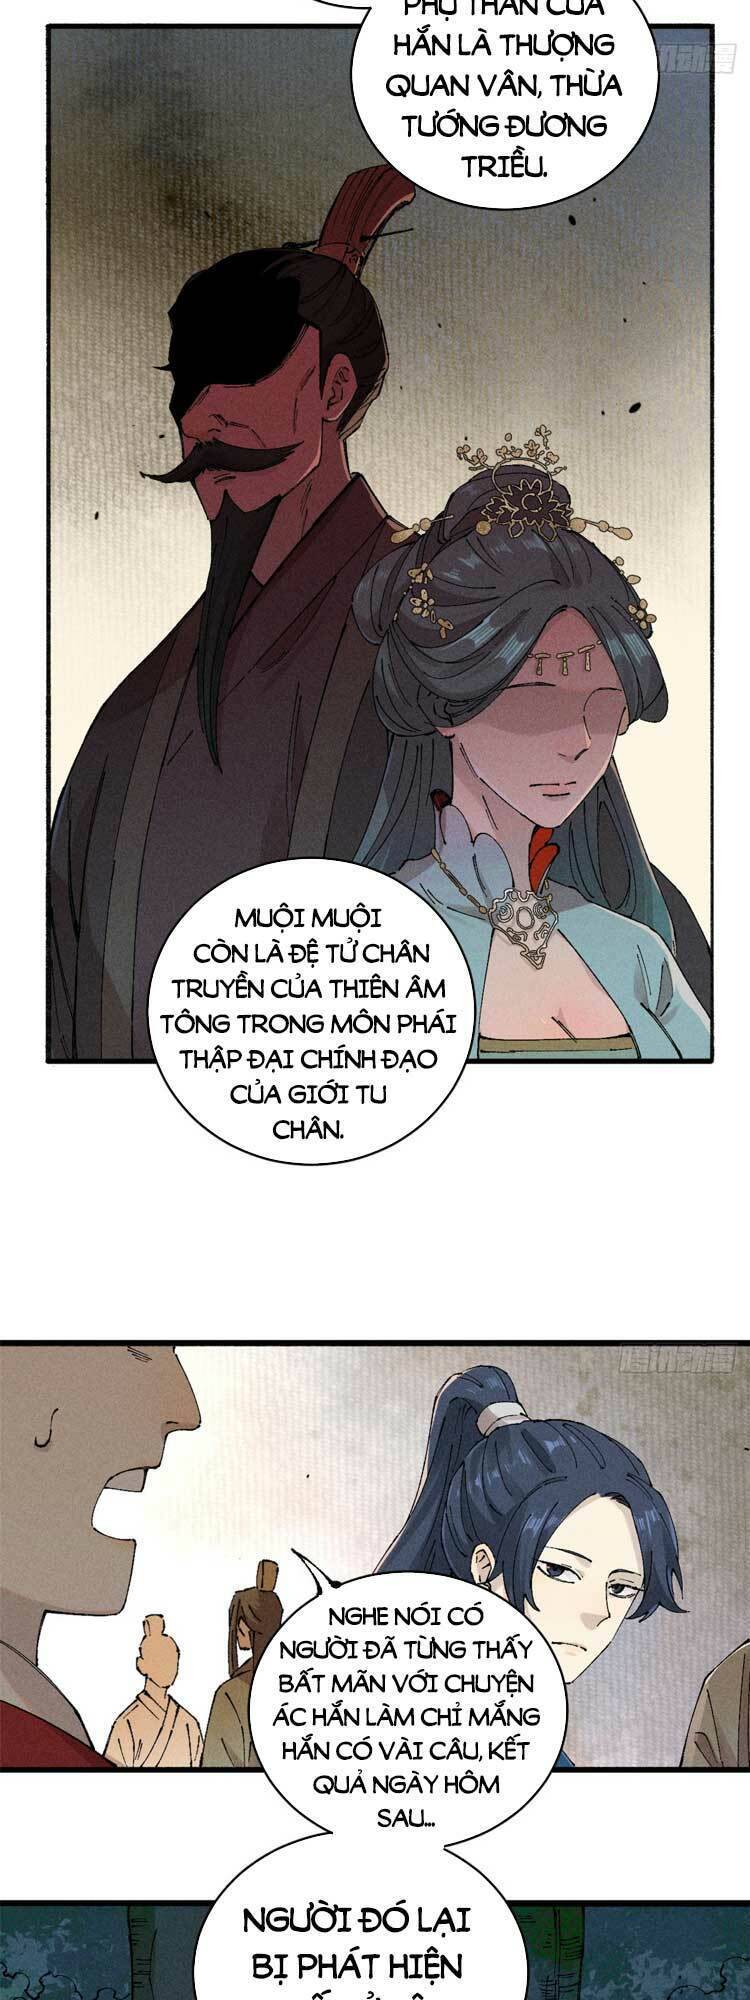 PHỤ THÂN CỦA
HẮN LÀ THƯỢNG
QUAN VÂN, THỪA
TƯỚNG ĐƯƠNG
TRIỀU.
MUỘI MUỘI
CÒN LÀ ĐỆ TỬ CHÂN
TRUYỀN CỦA THIÊN ÂM
TÔNG TRONG MÔN PHÁI
THẬP ĐẠI CHÍNH ĐẠO
CỦA GIỚI TU
CHÂN.
NGHE NÓI CÓ
NGƯỜI ĐÃ TỪNG THẤY
BẤT MÃN VỚI CHUYỆN
ÁC HẮN LÀM CHỈ MẮNG
HẮN CÓ VÀI CÂU, KẾT
QUẢ NGÀY HÔM
SAU...
NGƯỜI ĐÓ LẠI
BỊ PHÁT HIỆN